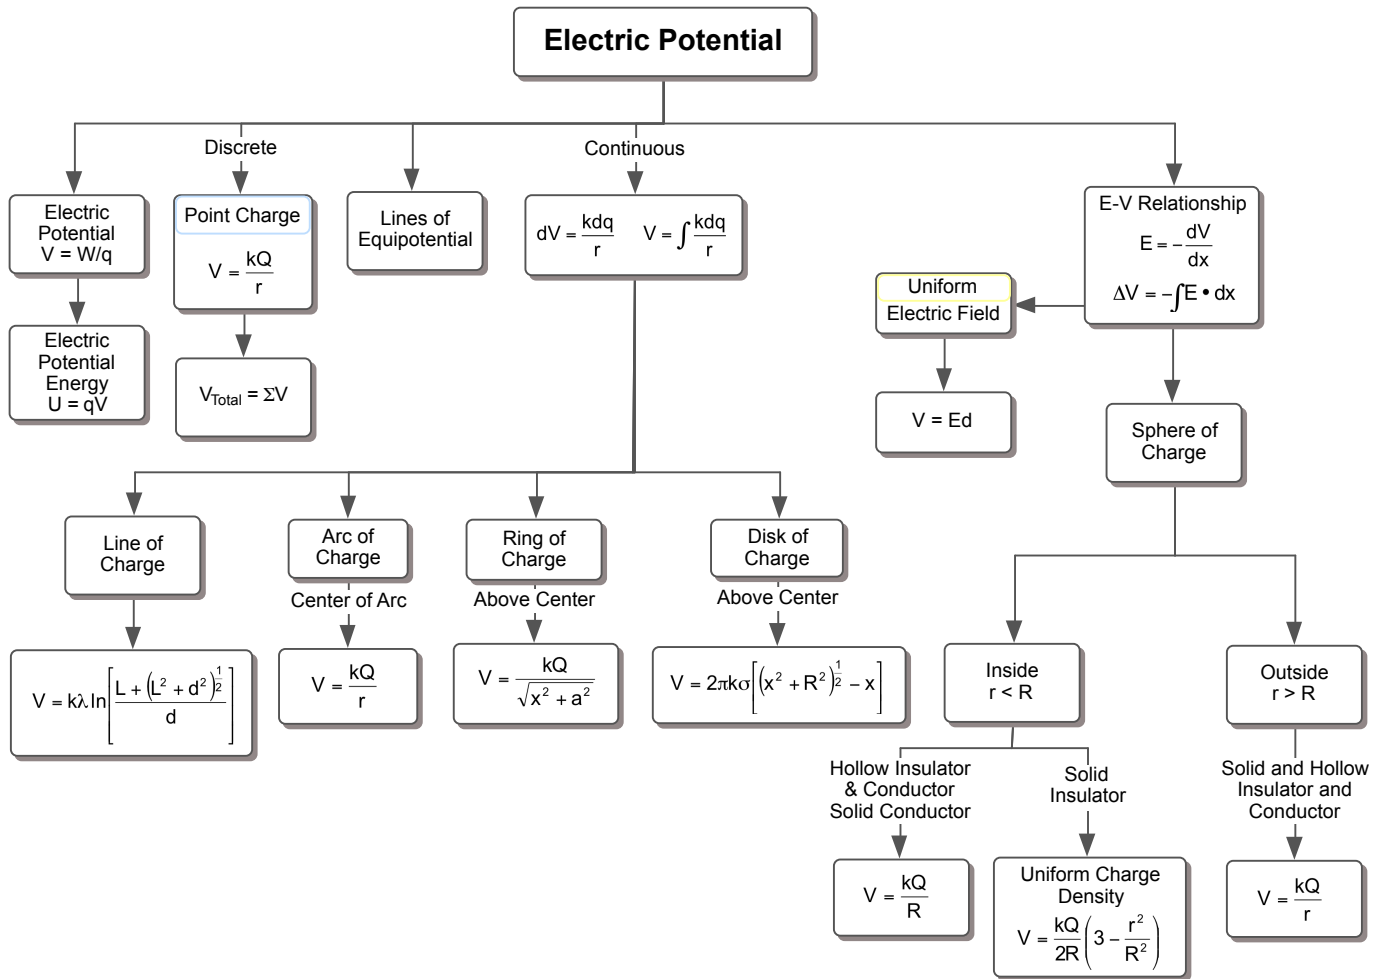 Electric Potential
Discrete
Continuous
Electric
Potential
V = W/q
Point Charge
V = kQ/r
Lines of
Equipotential
dV = kdq/r    V = ∫ kdq/r
E-V Relationship
E = − dV/dx
ΔV = −∫E • dx
Uniform
Electric Field
Electric
Potential
Energy
U = qV
V_Total = ΣV
V = Ed
Sphere of
Charge
Line of
Charge
Arc of
Charge
Ring of
Charge
Disk of
Charge
Center of Arc
Above Center
Above Center
V = kλ ln[(L + (L² + d²)^(1/2))/d]
V = kQ/r
V = kQ/√(x² + a²)
V = 2πkσ[(x² + R²)^(1/2) − x]
Inside
r < R
Outside
r > R
Hollow Insulator
& Conductor
Solid Conductor
Solid
Insulator
Solid and Hollow
Insulator and
Conductor
V = kQ/R
Uniform Charge
Density
V = kQ/2R (3 − r²/R²)
V = kQ/r